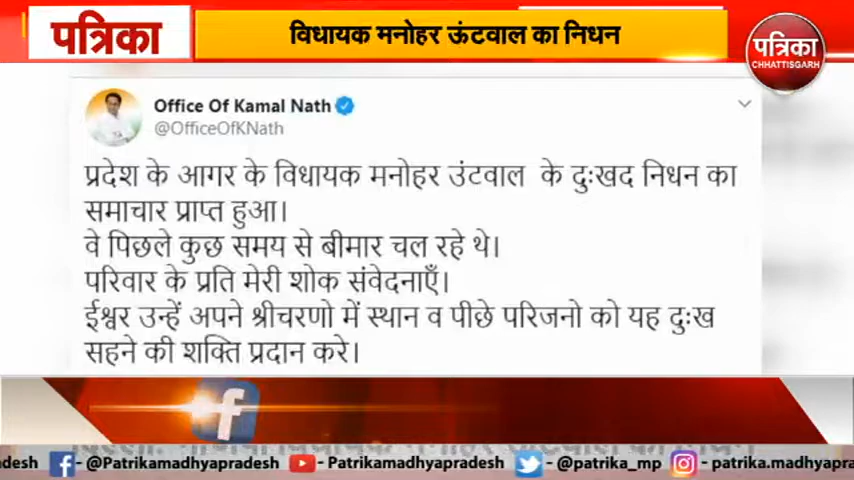 पत्रिका
विधायक मनोहर ऊंटवाल का निधन
पत्रिका
CHHATTISGARH
Office Of Kamal Nath
@OfficeOfKNath
प्रदेश के आगर के विधायक मनोहर उंटवाल के दुःखद निधन का
समाचार प्राप्त हुआ।
वे पिछले कुछ समय से बीमार चल रहे थे।
परिवार के प्रति मेरी शोक संवेदनाएँ।
ईश्वर उन्हें अपने श्रीचरणो में स्थान व पीछे परिजनो को यह दुःख
सहने की शक्ति प्रदान करे।
adesh - @Patrikamadhyapradesh - Patrikamadhyapradesh - @patrika_mp - patrika.madhyapra